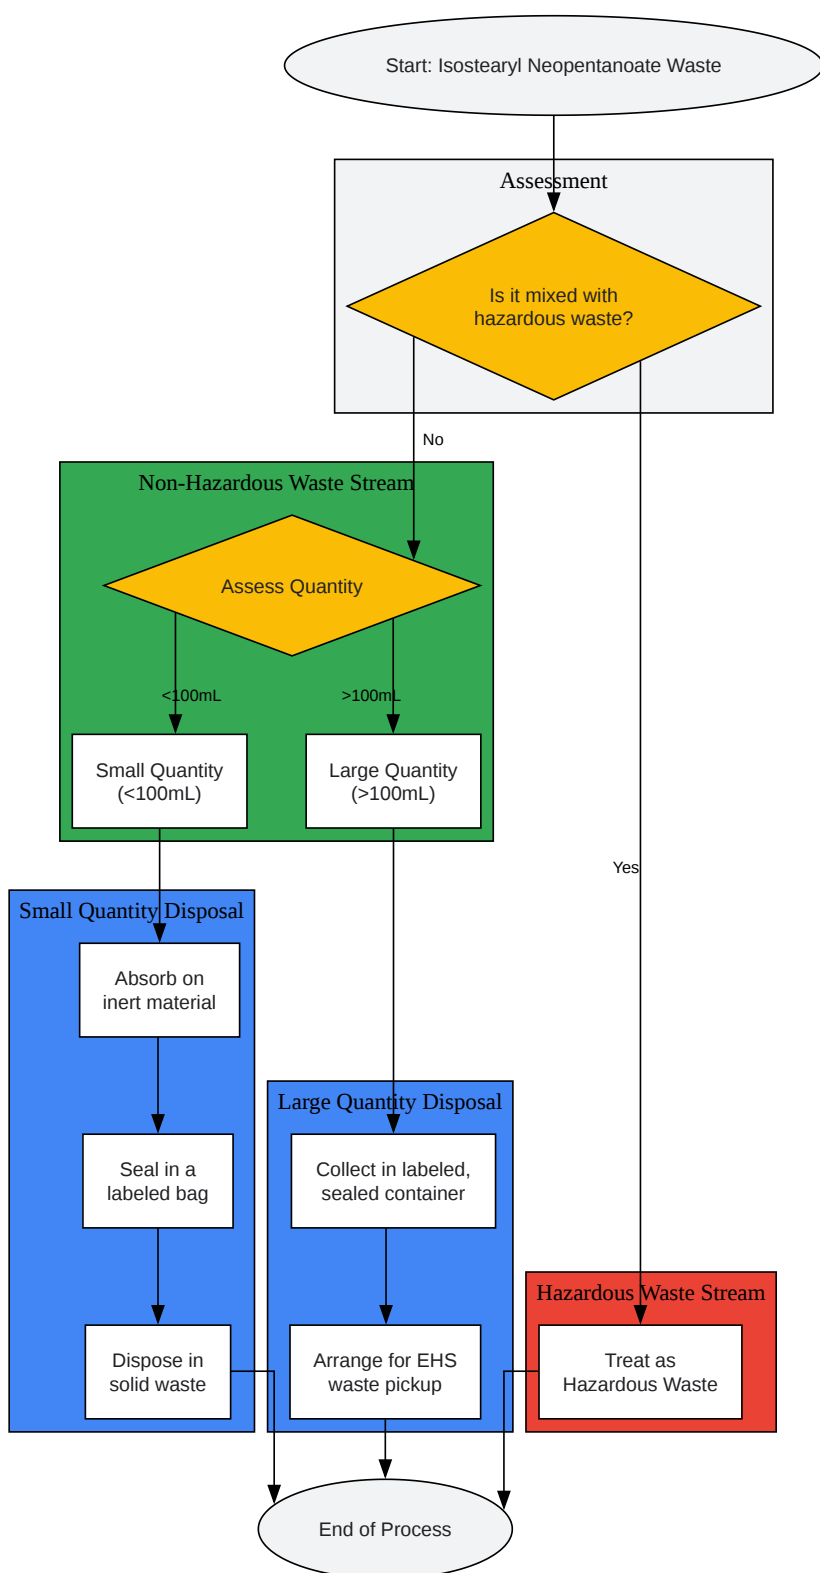 Start: Isostearyl Neopentanoate Waste
Assessment
Is it mixed with
hazardous waste?
No
Non-Hazardous Waste Stream
Assess Quantity
<100mL
>100mL
Small Quantity
(<100mL)
Large Quantity
(>100mL)
Yes
Small Quantity Disposal
Absorb on
inert material
Seal in a
labeled bag
Dispose in
solid waste
Large Quantity Disposal
Collect in labeled,
sealed container
Arrange for EHS
waste pickup
Hazardous Waste Stream
Treat as
Hazardous Waste
End of Process